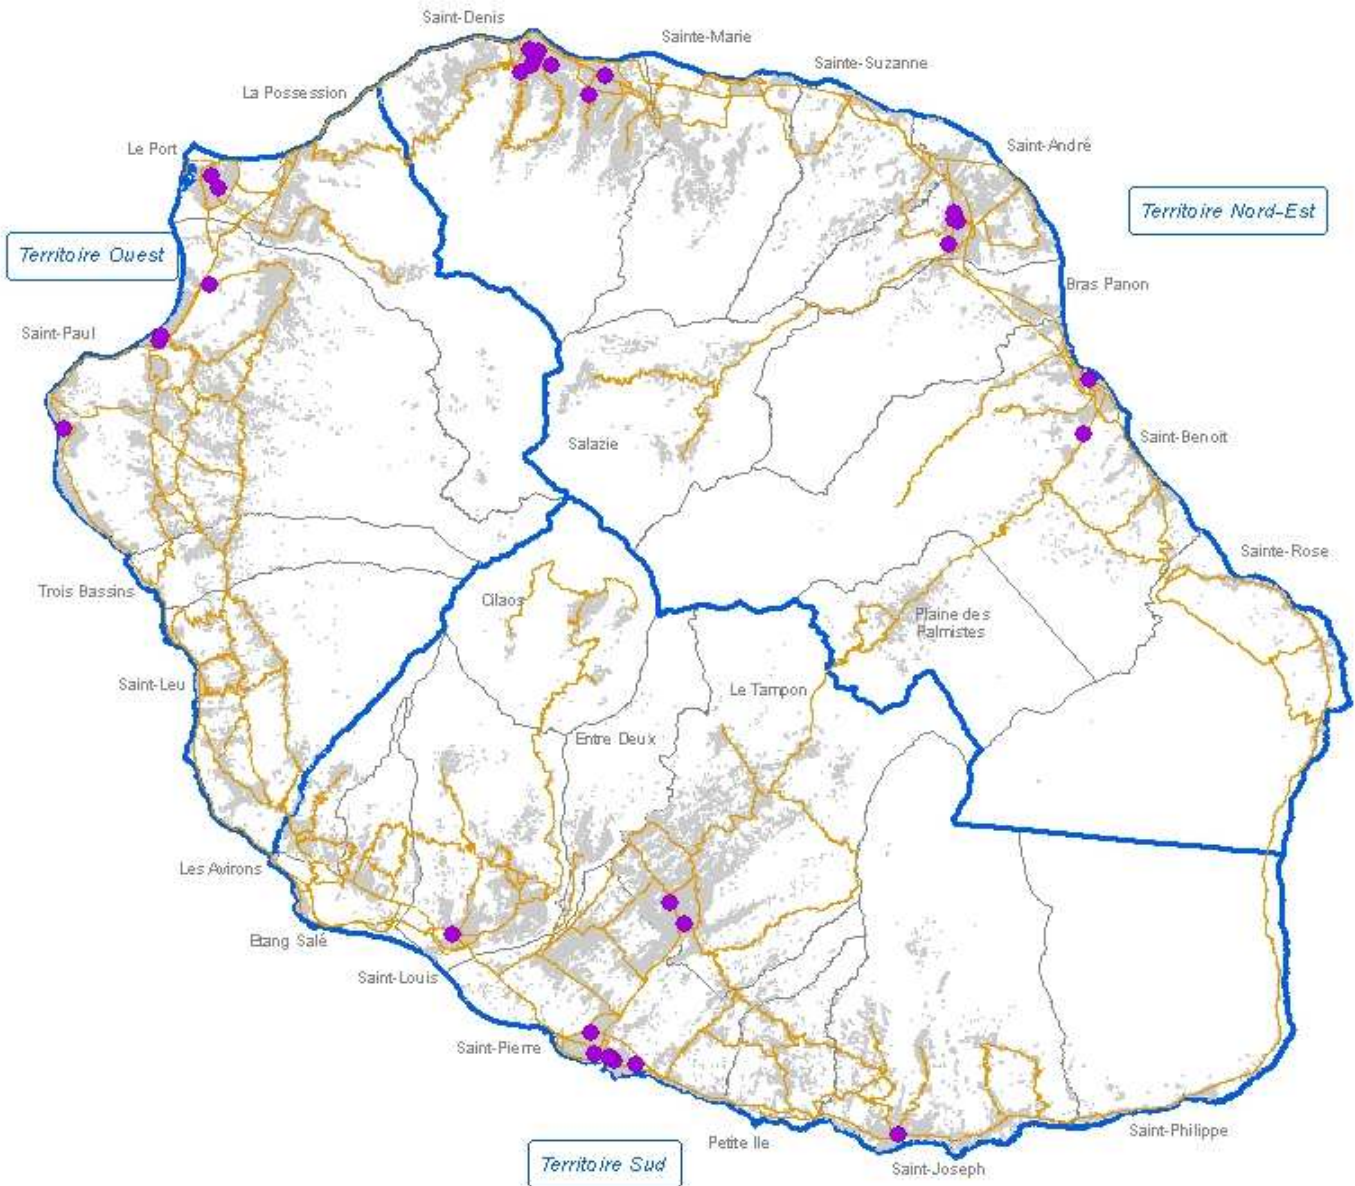 Saint-Denis
Sainte-Marie
Sainte-Suzanne
La Possession
Le Port
Saint-André
Territoire Nord-Est
Territoire Ouest
Bras Panon
Saint-Paul
Salazie
Saint-Benoit
Sainte-Rose
Trois Bassins
Cilaos
Plaine des
Palmistes
Saint-Leu
Le Tampon
Entre Deux
Les Avirons
Etang Salé
Saint-Louis
Saint-Pierre
Petite Ile
Saint-Philippe
Territoire Sud
Saint-Joseph